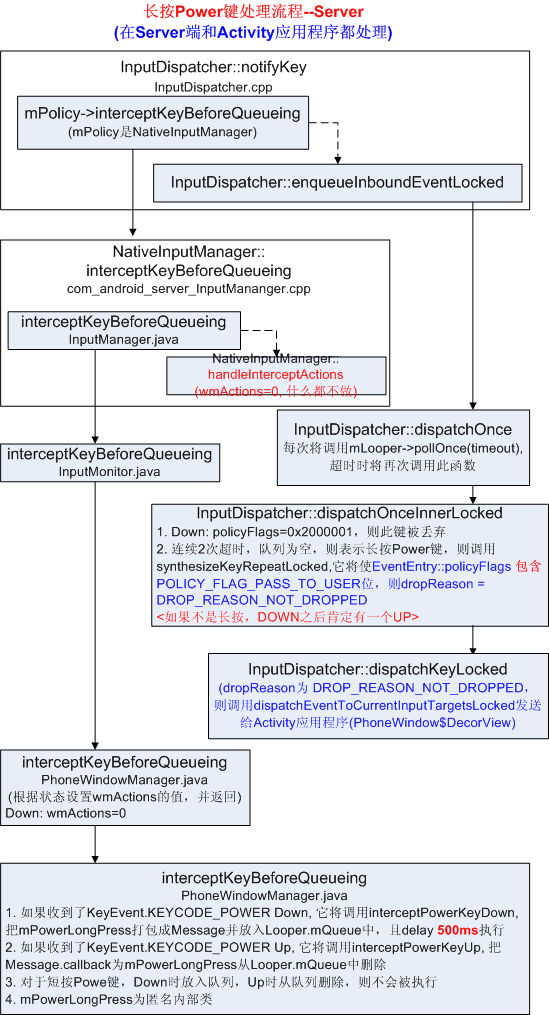 长按Power键处理流程--Server
(在Server端和Activity应用程序都处理)
InputDispatcher::notifyKey
InputDispatcher.cpp
mPolicy->interceptKeyBeforeQueueing
(mPolicy是NativeInputManager)
InputDispatcher::enqueueInboundEventLocked
NativeInputManager::
interceptKeyBeforeQueueing
com_android_server_InputMananger.cpp
interceptKeyBeforeQueueing
InputManager.java
NativeInputManager::
handleInterceptActions
(wmActions=0, 什么都不做)
InputDispatcher::dispatchOnce
每次将调用mLooper->pollOnce(timeout),
超时时将再次调用此函数
interceptKeyBeforeQueueing
InputMonitor.java
InputDispatcher::dispatchOnceInnerLocked
1. Down: policyFlags=0x2000001，则此键被丢弃
2. 连续2次超时，队列为空，则表示长按Power键，则调用
synthesizeKeyRepeatLocked,它将使EventEntry::policyFlags 包含
POLICY_FLAG_PASS_TO_USER位，则dropReason =
DROP_REASON_NOT_DROPPED
<如果不是长按，DOWN之后肯定有一个UP>
InputDispatcher::dispatchKeyLocked
(dropReason为 DROP_REASON_NOT_DROPPED，
则调用dispatchEventToCurrentInputTargetsLocked发送
给Activity应用程序(PhoneWindow$DecorView)
interceptKeyBeforeQueueing
PhoneWindowManager.java
(根据状态设置wmActions的值，并返回)
Down: wmActions=0
interceptKeyBeforeQueueing
PhoneWindowManager.java
1. 如果收到了KeyEvent.KEYCODE_POWER Down, 它将调用interceptPowerKeyDown,
把mPowerLongPress打包成Message并放入Looper.mQueue中，且delay 500ms执行
2. 如果收到了KeyEvent.KEYCODE_POWER Up, 它将调用interceptPowerKeyUp, 把
Message.callback为mPowerLongPress从Looper.mQueue中删除
3. 对于短按Powe键，Down时放入队列，Up时从队列删除，则不会被执行
4. mPowerLongPress为匿名内部类